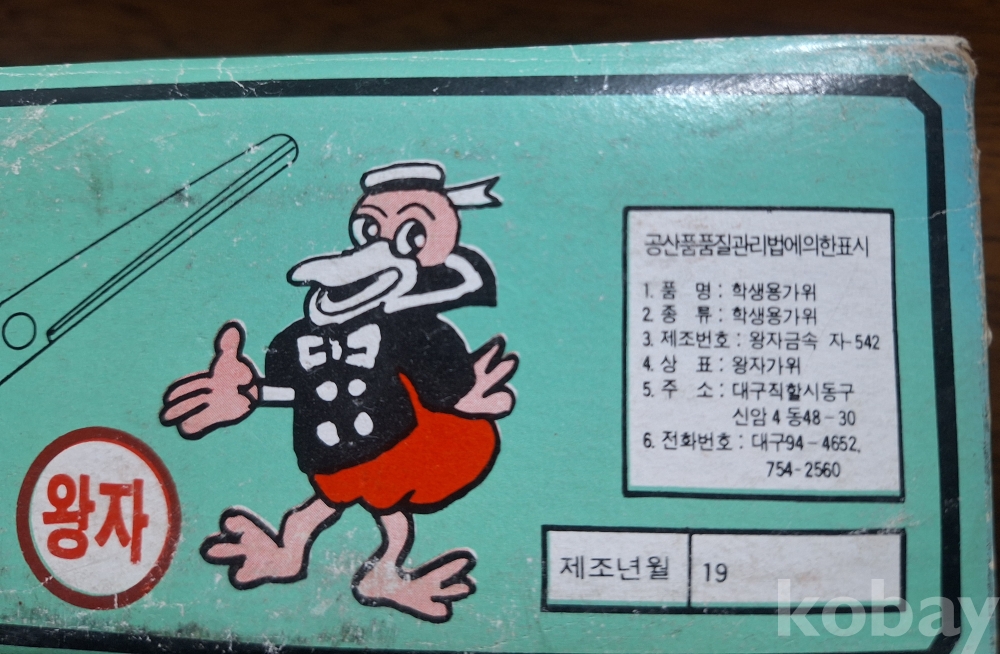 공산품품질관리법에의한표시
1. 품 명 : 학생용가위
2. 종 류 : 학생용가위
3. 제조번호 : 왕자금속 자-542
4. 상 표 : 왕자가위
5. 주 소 : 대구직할시동구
신암4동48-30
6. 전화번호 : 대구94-4652,
754-2560
왕자
제조년월 19
kobay